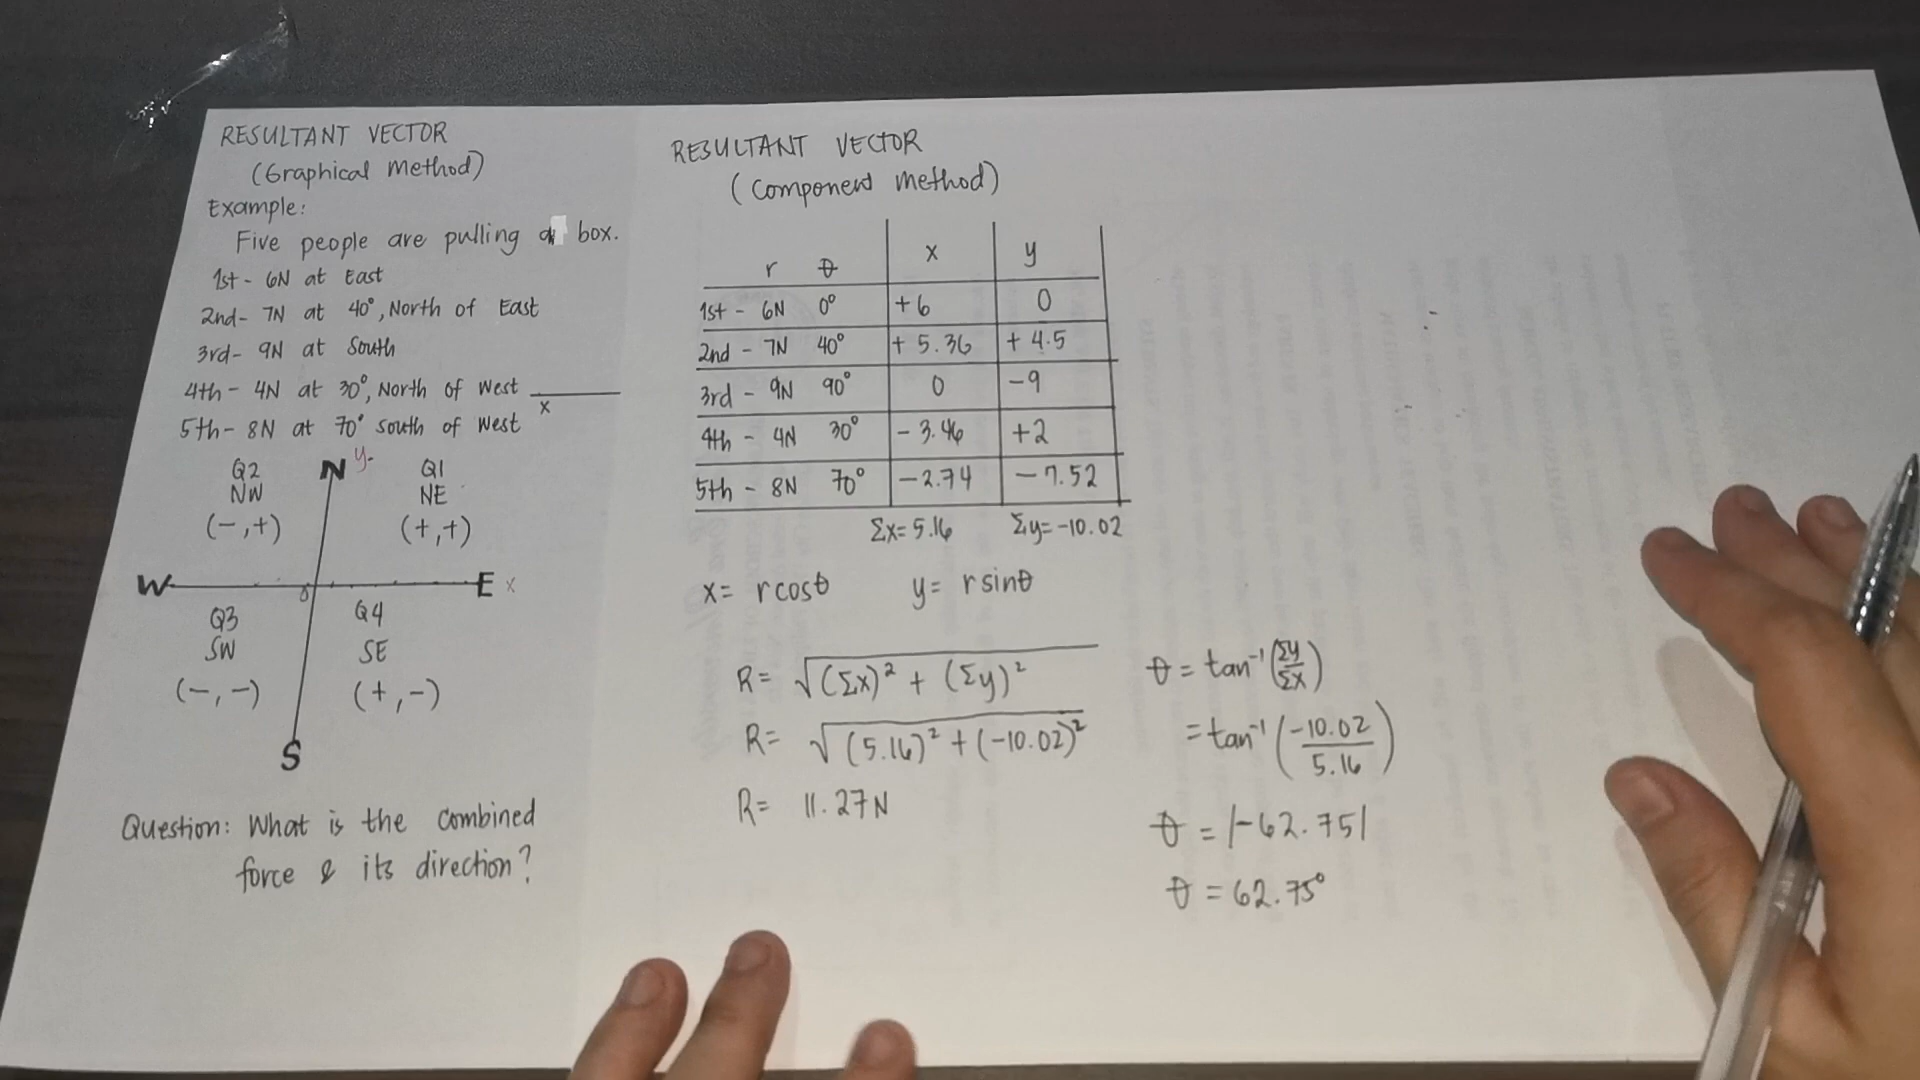 RESULTANT VECTOR
(Graphical Method)
Example:
Five people are pulling a box.
1st - 6N at East
2nd - 7N at 40°, North of East
3rd - 9N at South
4th - 4N at 30°, North of West
x
5th - 8N at 70° South of West
Q2 N y Q1
NW NE
(-,+) (+,+)
W E x
Q3 Q4
SW SE
(-,-) (+,-)
S
Question: What is the combined
force & its direction?
RESULTANT VECTOR
(Component Method)
r θ x y
1st - 6N 0° +6 0
2nd - 7N 40° + 5.36 + 4.5
3rd - 9N 90° 0 -9
4th - 4N 30° - 3.46 +2
5th - 8N 70° -2.74 -7.52
Σx= 5.16 Σy= -10.02
x= rcosθ y= rsinθ
R= √(Σx)² + (Σy)²
R= √(5.16)² + (-10.02)²
R= 11.27N
θ = tan⁻¹(Σy/Σx)
= tan⁻¹(-10.02/5.16)
θ = |-62.75|
θ = 62.75°